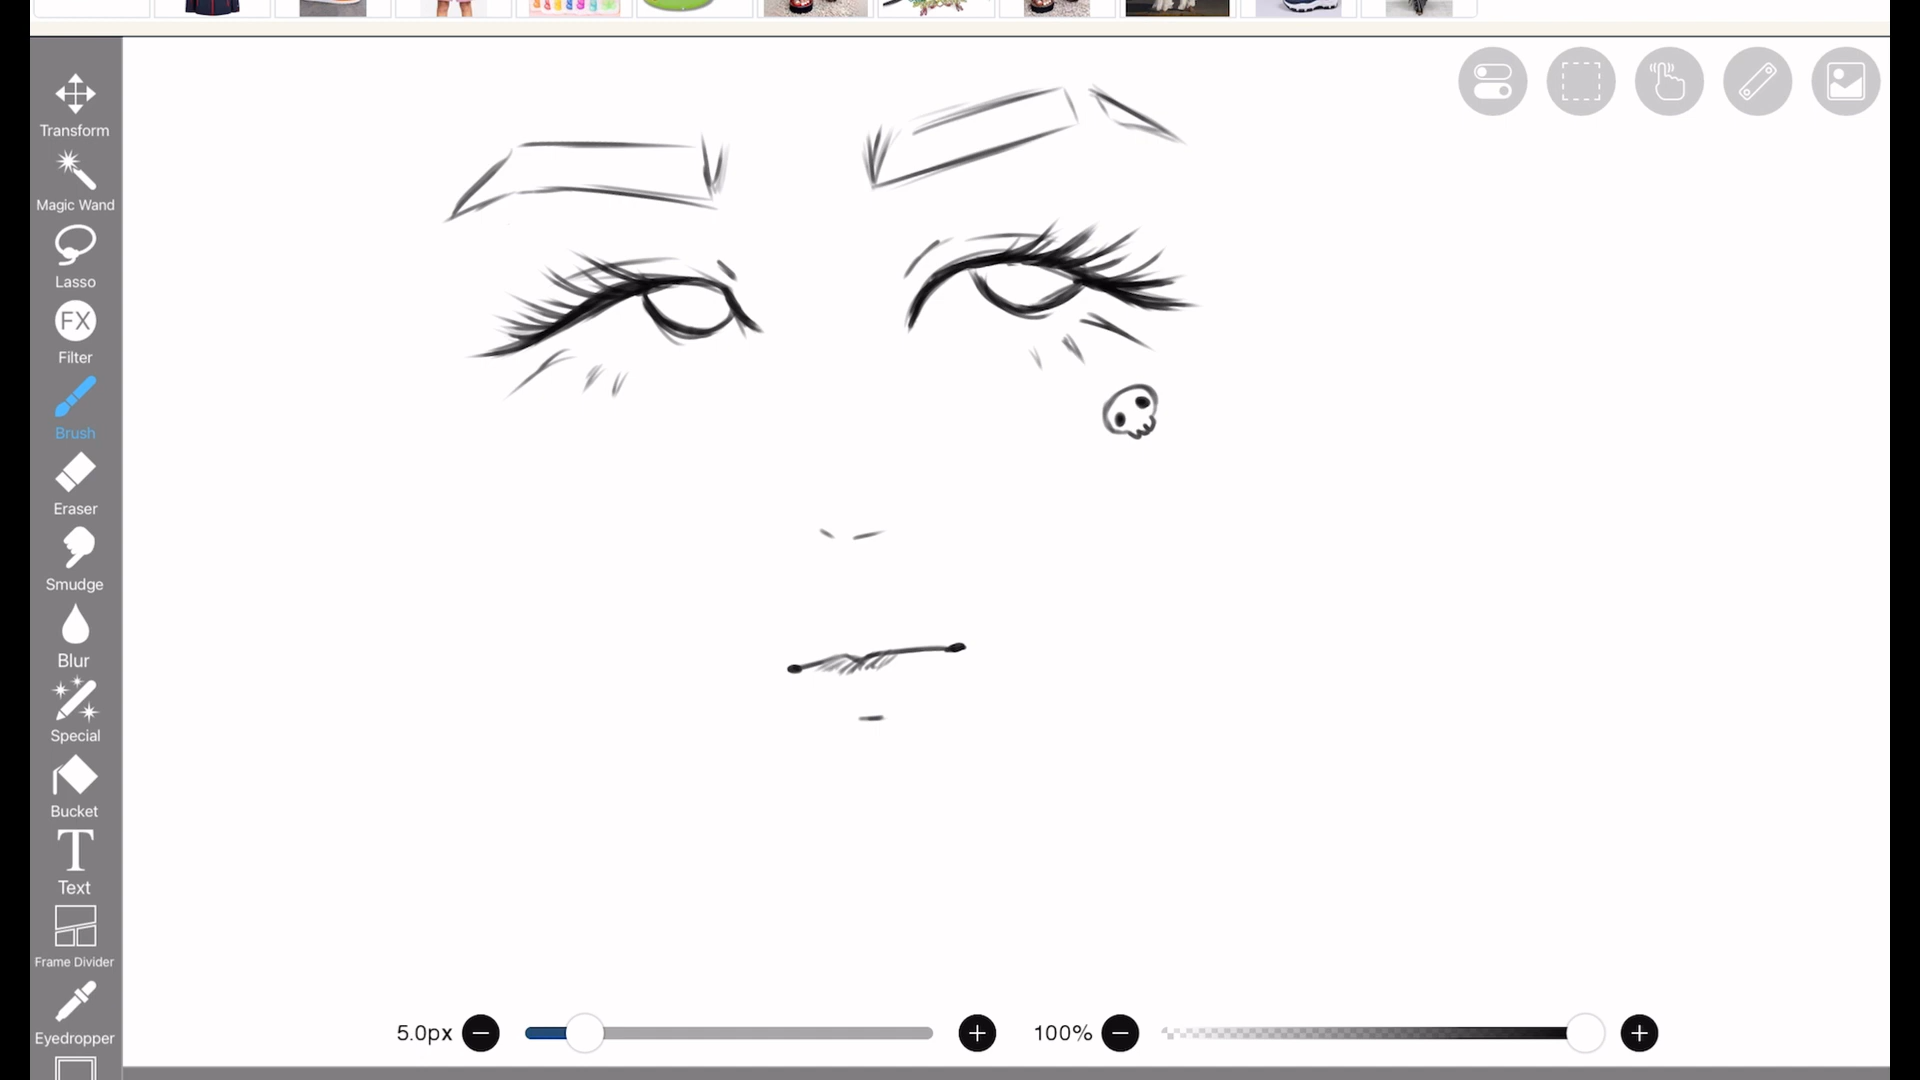 Transform
Magic Wand
Lasso
FX
Filter
Brush
Eraser
Smudge
Blur
Special
Bucket
T
Text
Frame Divider
Eyedropper
5.0px
100%